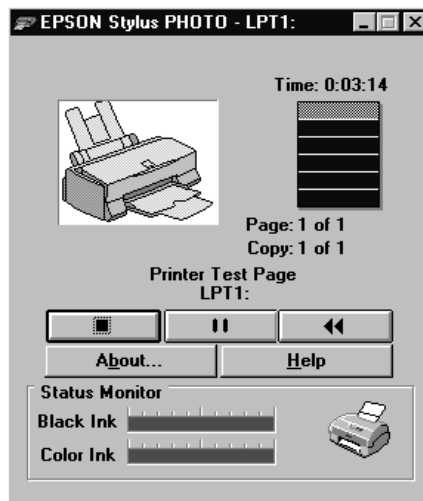 EPSON Stylus PHOTO - LPT1:
Time: 0:03:14
Page: 1 of 1
Copy: 1 of 1
Printer Test Page
LPT1:
About... Help
Status Monitor
Black Ink
Color Ink